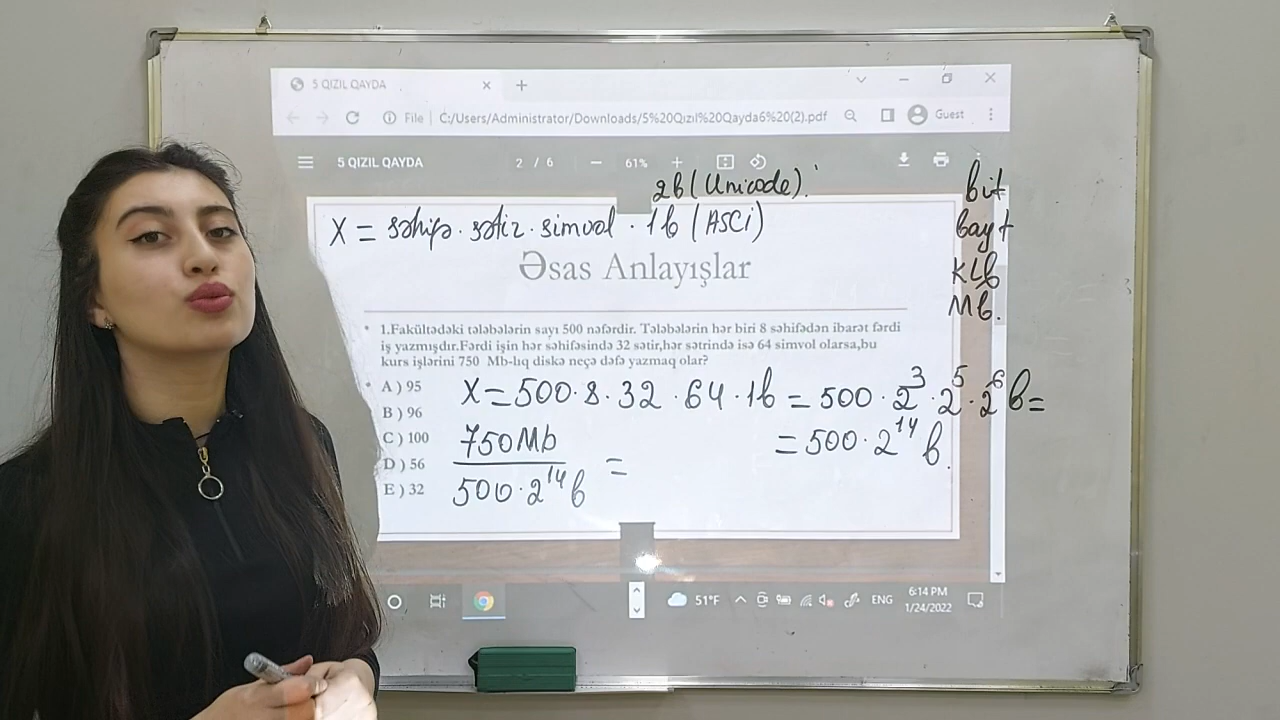 5 QIZIL QAYDA
File | C:/Users/Administrator/Downloads/5%20Qızıl%20Qayda6%20(2).pdf
Guest
5 QIZIL QAYDA
2 / 6
61%
2b (Unicode).
X = səhifə · sətir · simvol · 1b (ASCi)
bit
bayt
Klb
Mb.
Əsas Anlayışlar
1.Fakültədəki tələbələrin sayı 500 nəfərdir. Tələbələrin hər biri 8 səhifədən ibarət fərdi
iş yazmışdır.Fərdi işin hər səhifəsində 32 sətir,hər sətrində isə 64 simvol olarsa,bu
kurs işlərini 750 Mb-lıq diskə neçə dəfə yazmaq olar?
A ) 95
B ) 96
C ) 100
D ) 56
E ) 32
X = 500 · 8 · 32 · 64 · 1b = 500 · 2³ · 2⁵ · 2⁶ b =
= 500 · 2¹⁴ b.
750Mb
500 · 2¹⁴ b
=
51°F
ENG
6:14 PM
1/24/2022